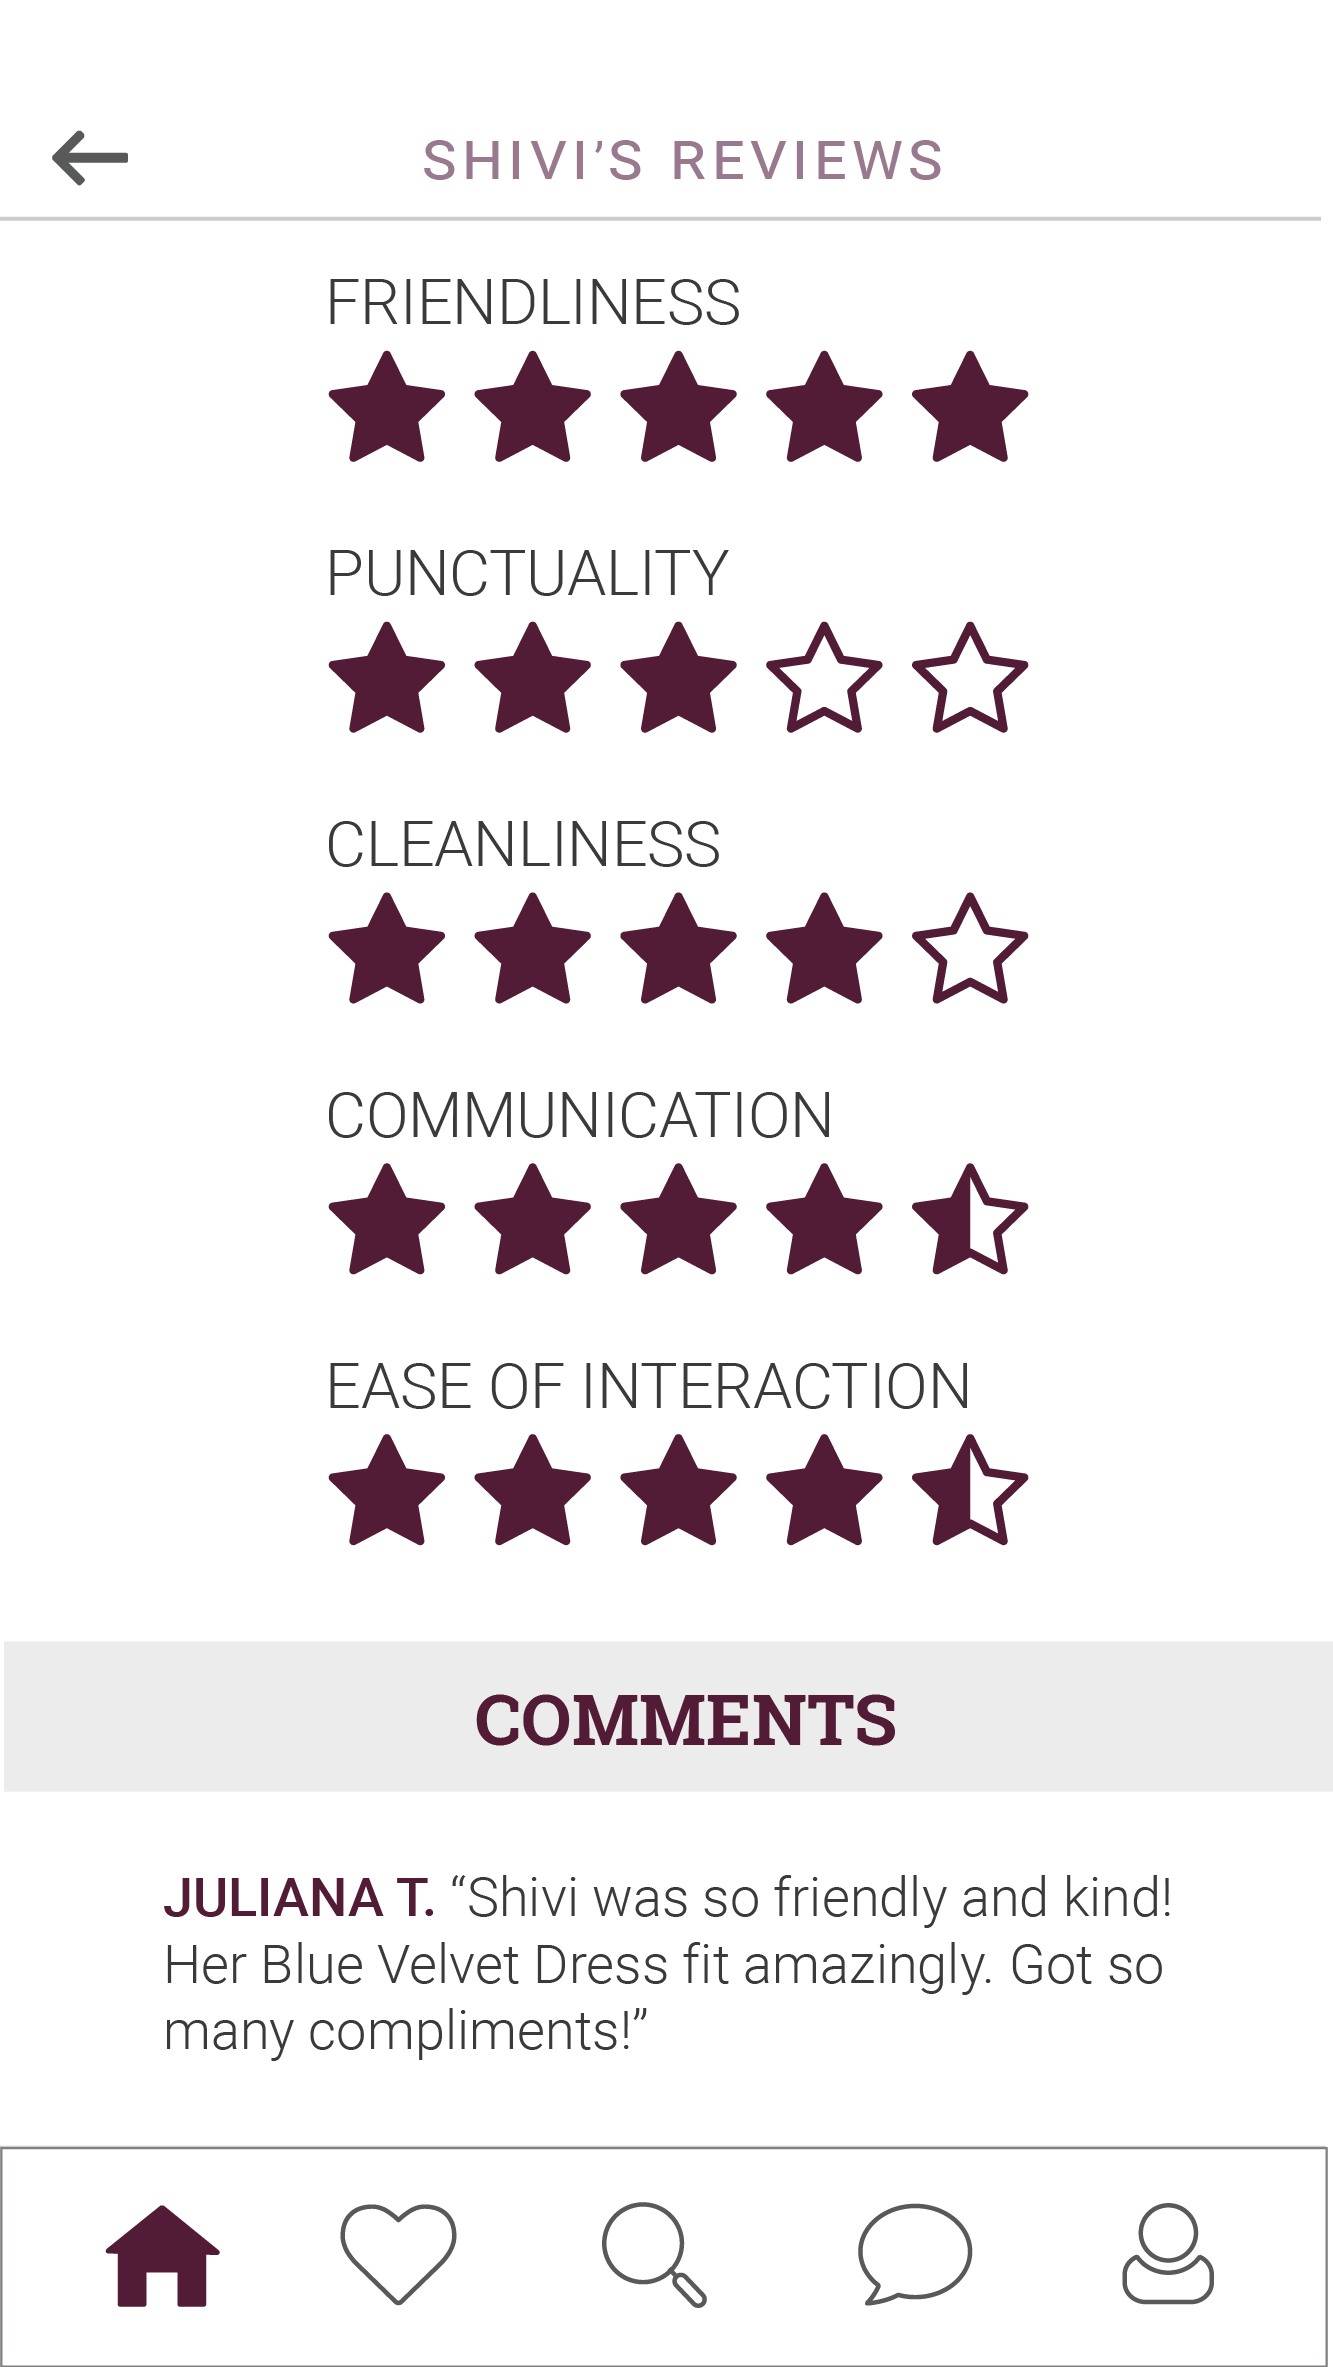 SHIVI’S REVIEWS
FRIENDLINESS
PUNCTUALITY
CLEANLINESS
COMMUNICATION
EASE OF INTERACTION
COMMENTS
JULIANA T. “Shivi was so friendly and kind!
Her Blue Velvet Dress fit amazingly. Got so
many compliments!”